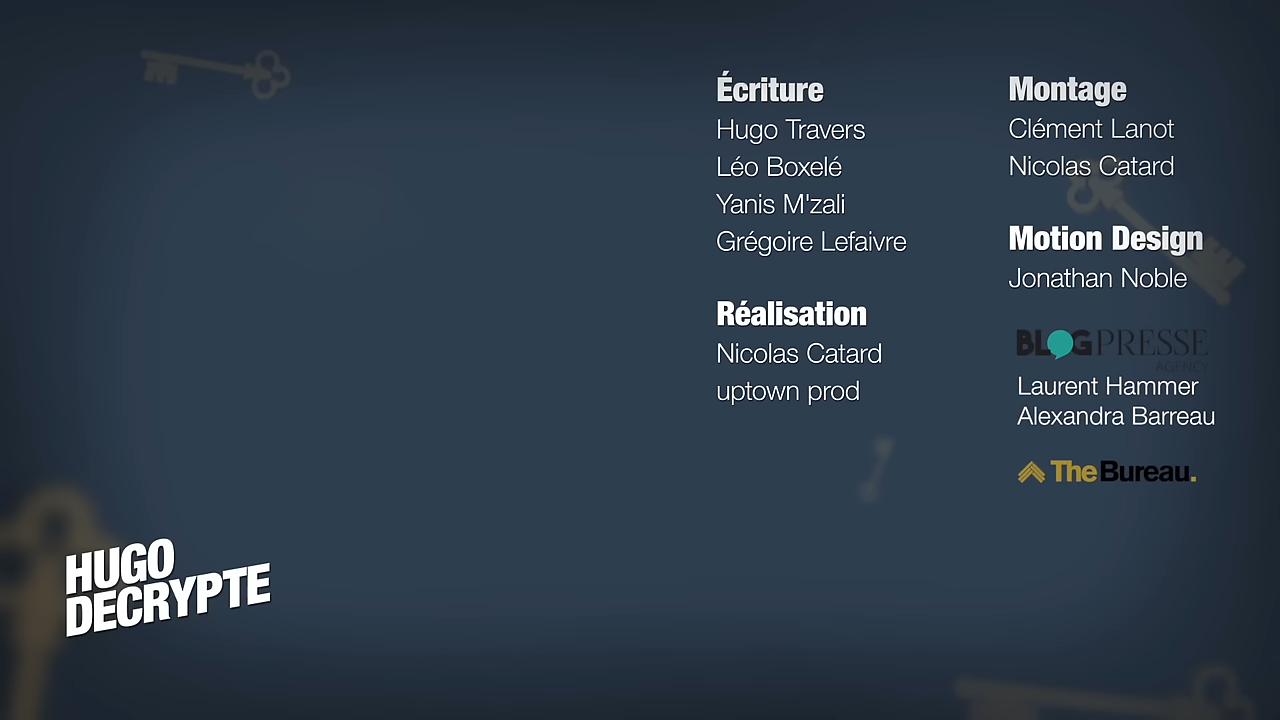 Écriture
Hugo Travers
Léo Boxelé
Yanis M'zali
Grégoire Lefaivre
Réalisation
Nicolas Catard
uptown prod
Montage
Clément Lanot
Nicolas Catard
Motion Design
Jonathan Noble
BLOGPRESSE
AGENCY
Laurent Hammer
Alexandra Barreau
TheBureau.
HUGO
DECRYPTE